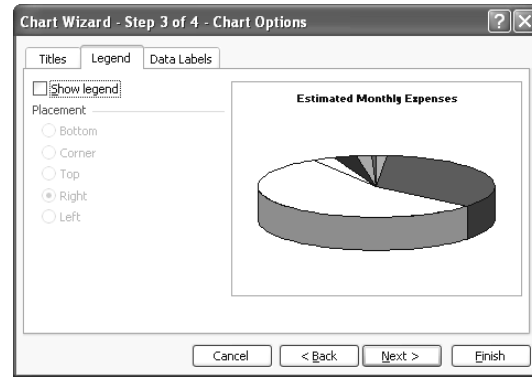 Chart Wizard - Step 3 of 4 - Chart Options
Titles
Legend
Data Labels
Show legend
Placement
Bottom
Corner
Top
Right
Left
Estimated Monthly Expenses
Cancel
< Back
Next >
Finish